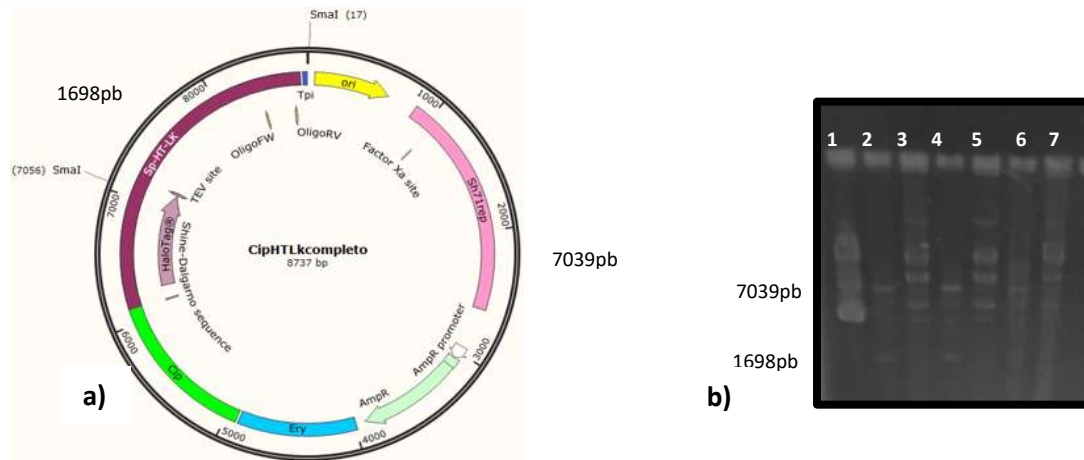 SmaI (17)
1698pb
8000
Tpi
ori
1000
Sp-HT-LK
OligoFW
OligoRV
Factor Xa site
(7056) SmaI
TEV site
7000
Sh71rep
2000
HaloTag®
CipHTLkcompleto
8737 bp
7039pb
Shine-Dalgarno sequence
6000
AmpR promoter
3000
Cip
AmpR
a)
5000
Ery
4000
1 2 3 4 5 6 7
7039pb
1698pb
b)